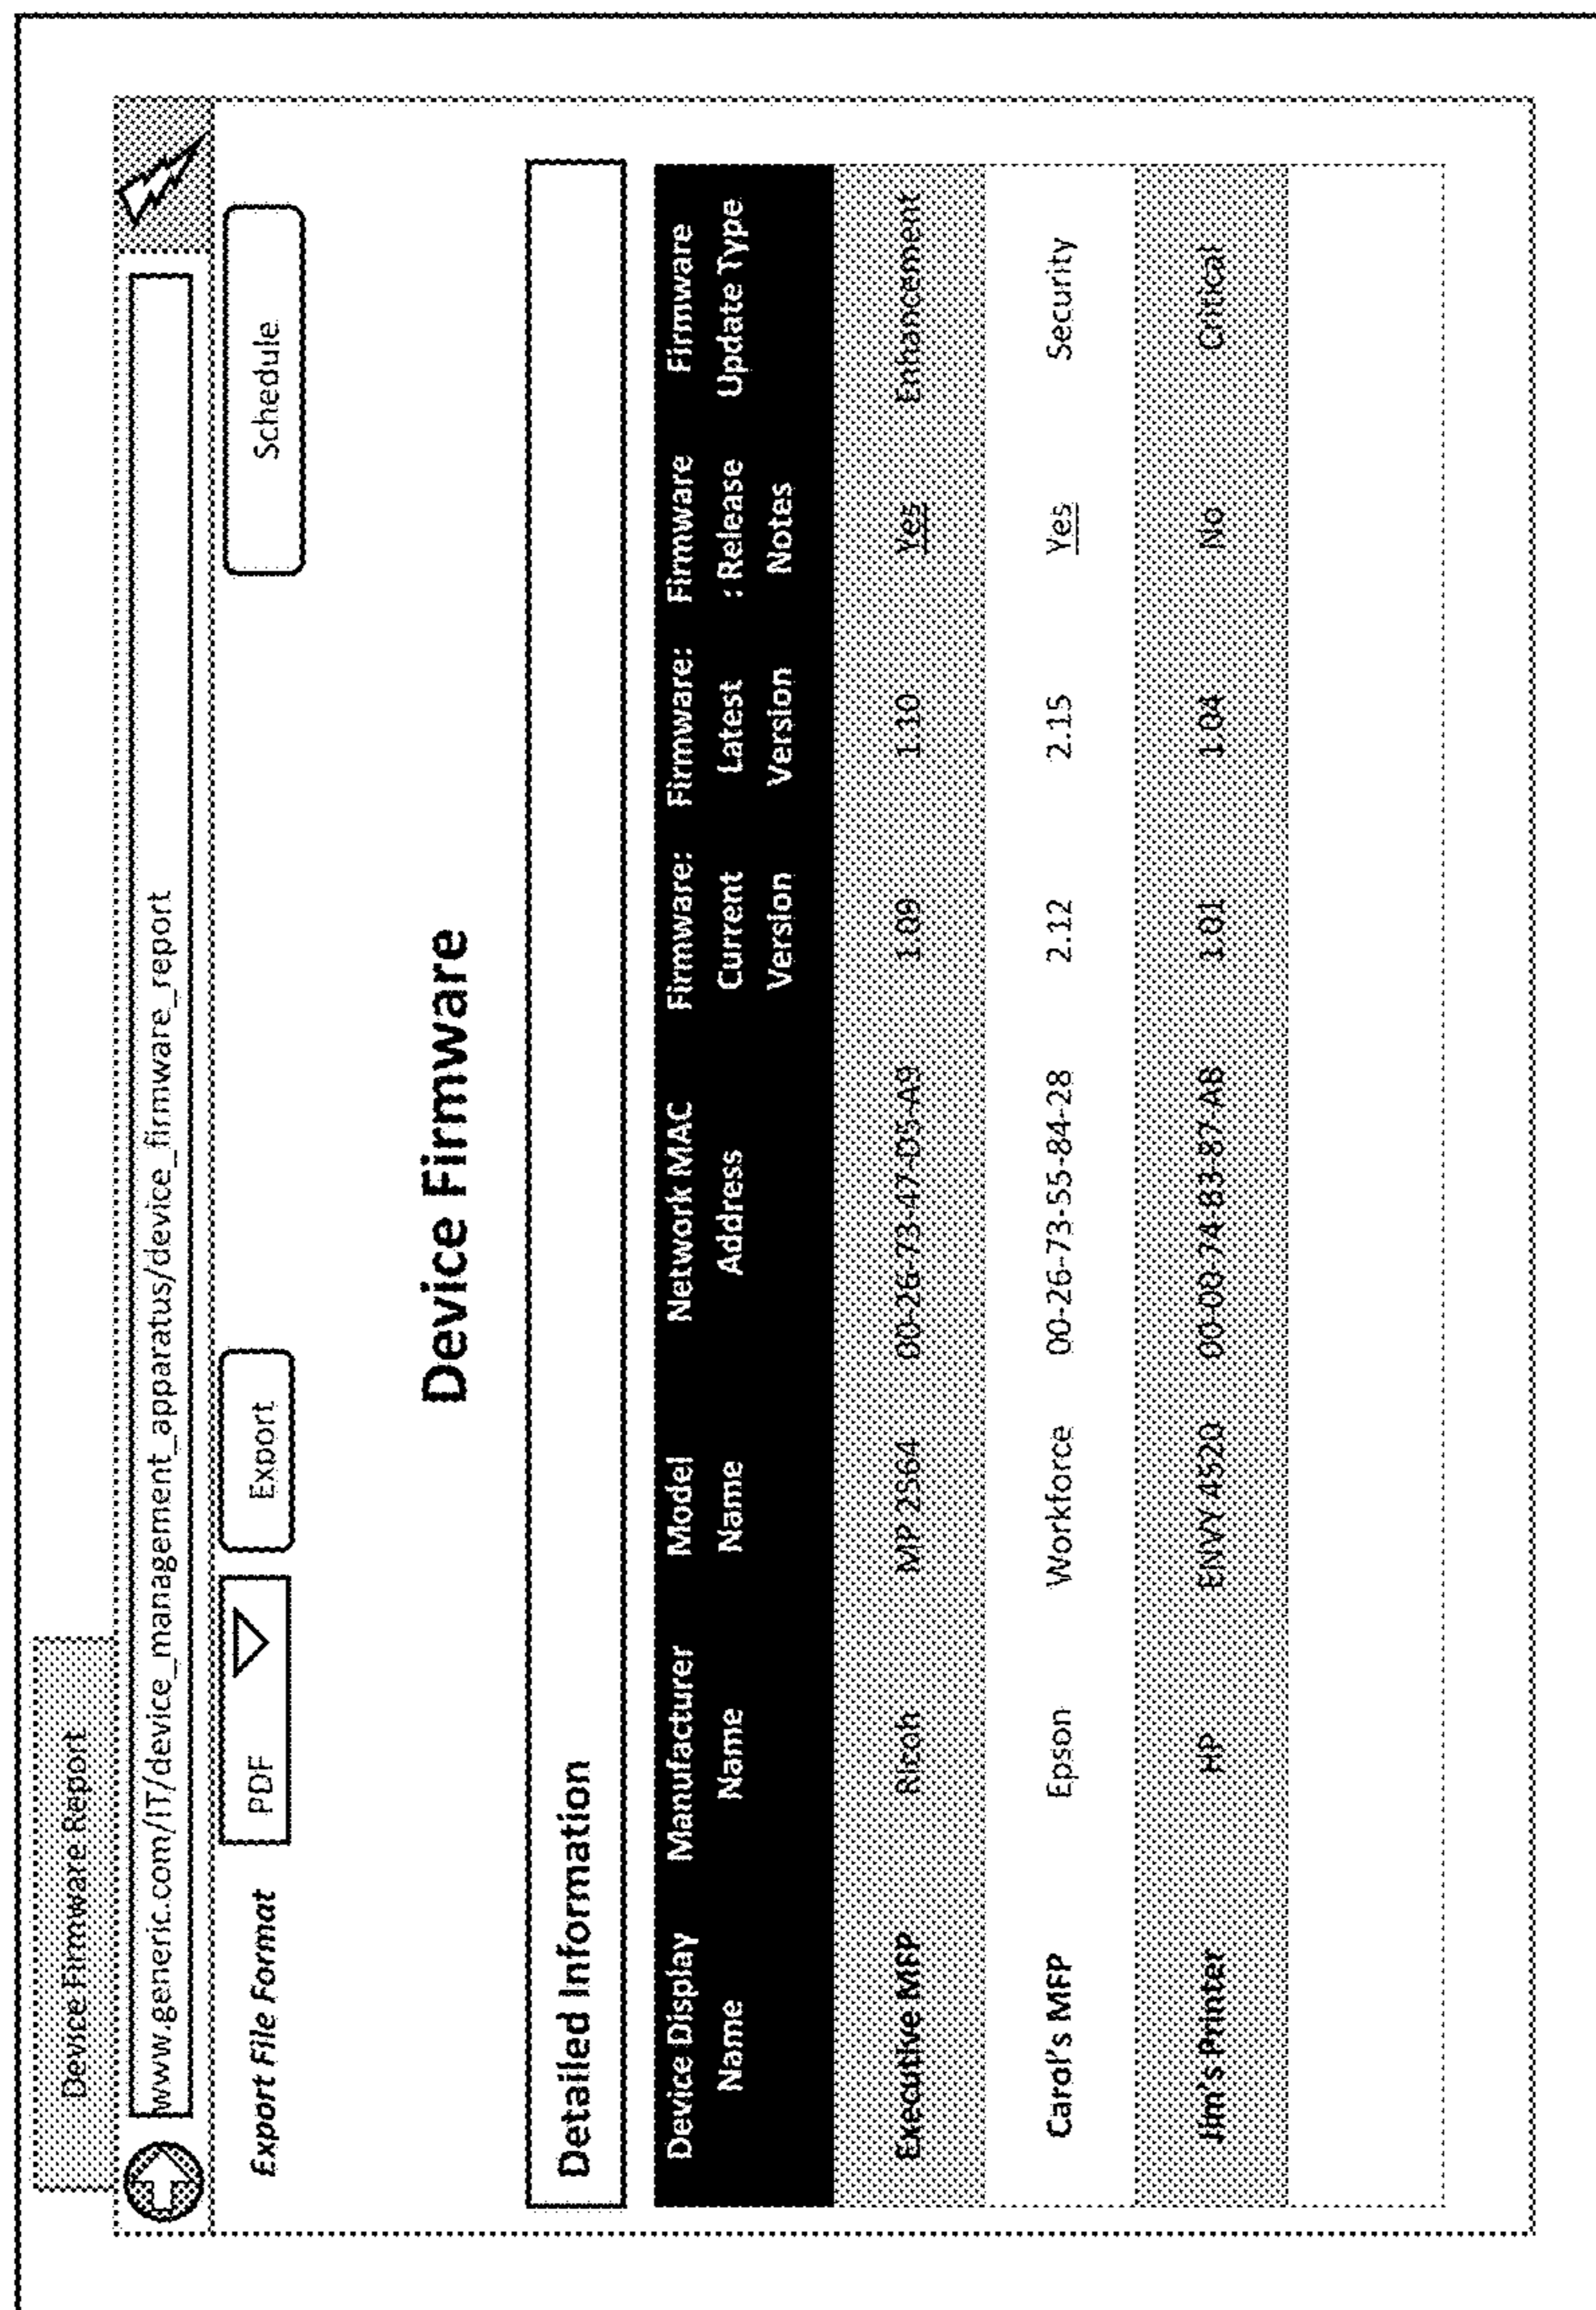 Device Firmware Report
www.generic.com/IT/device_management_apparatus/device_firmware_report
Export File Format PDF Export Schedule
Device Firmware
Detailed Information
Device Display Manufacturer Model Network MAC Firmware: Firmware: Firmware Firmware
Name Name Name Address Current Latest : Release Update Type
Version Version Notes
Executive MFP Ricoh MP 2564 00-26-73-47-D5-A9 1.09 1.10 Yes Enhancement
Carol's MFP Epson Workforce 00-26-73-55-84-28 2.12 2.15 Yes Security
Jim's Printer HP ENVY 4520 00-00-74-83-87-AB 1.01 1.04 No Critical